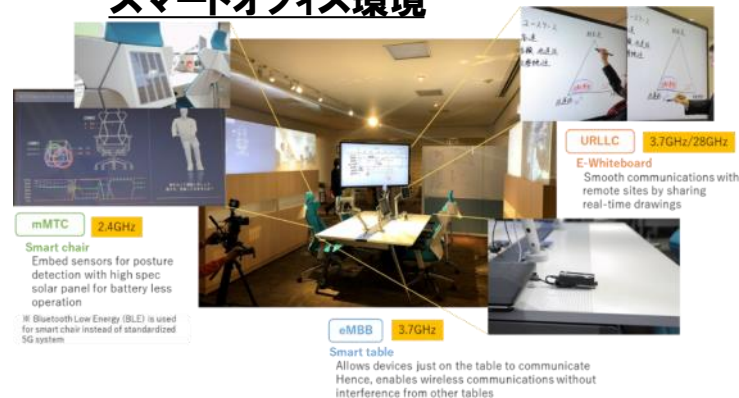 スマートオフィス環境
URLLC
3.7GHz/28GHz
E-Whiteboard
Smooth communications with
remote sites by sharing
real-time drawings
mMTC
2.4GHz
Smart chair
Embed sensors for posture
detection with high spec
solar panel for battery less
operation
※ Bluetooth Low Energy (BLE) is used
for smart chair instead of standardized
5G system
eMBB
3.7GHz
Smart table
Allows devices just on the table to communicate
Hence, enables wireless communications without
interference from other tables